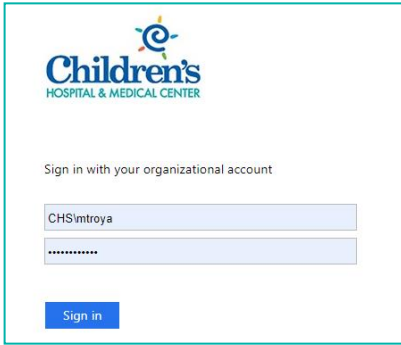 Children's
HOSPITAL & MEDICAL CENTER
Sign in with your organizational account
CHS\mtroya
••••••••••••
Sign in